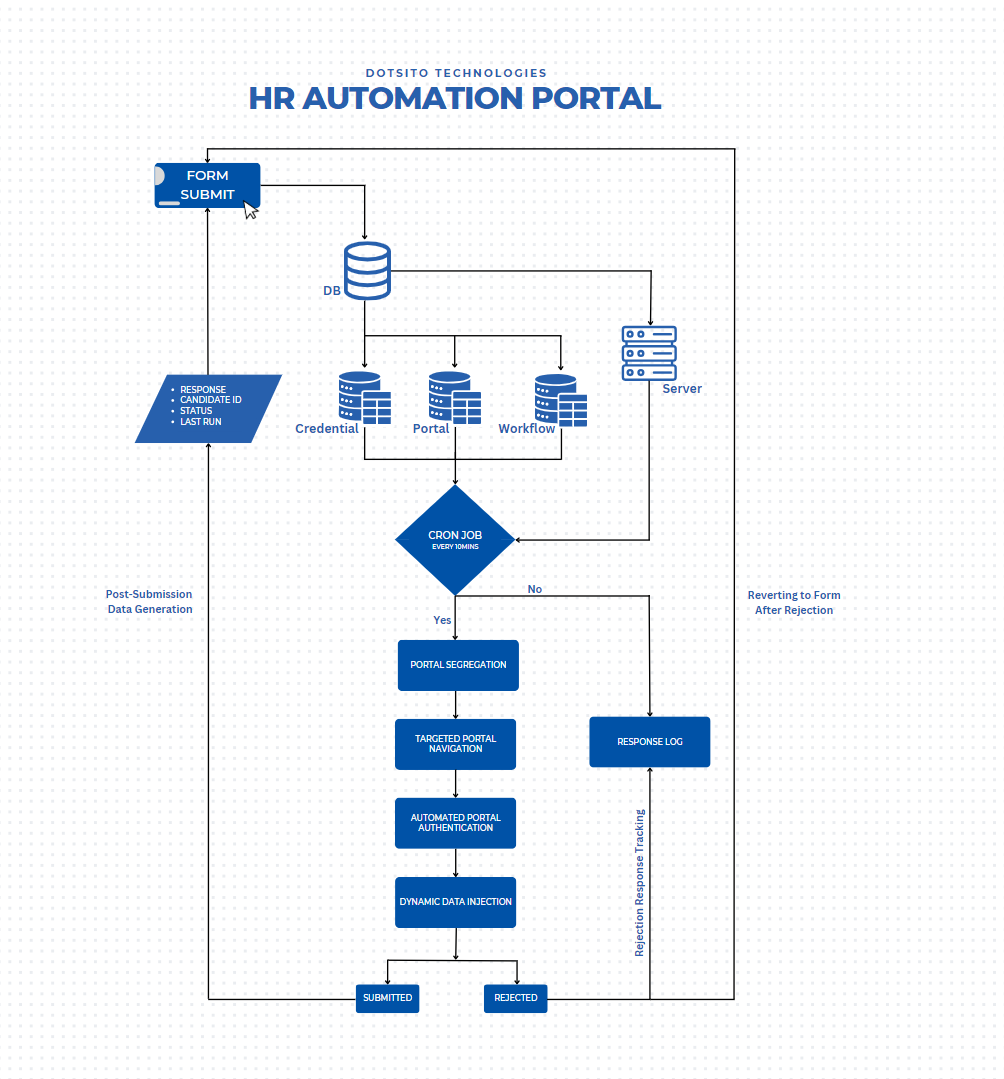 DOTSITO TECHNOLOGIES
HR AUTOMATION PORTAL
FORM
SUBMIT
DB
Server
• RESPONSE
• CANDIDATE ID
• STATUS
• LAST RUN
Credential
Portal
Workflow
CRON JOB
EVERY 10MINS
No
Yes
Post-Submission
Data Generation
Reverting to Form
After Rejection
PORTAL SEGREGATION
TARGETED PORTAL
NAVIGATION
RESPONSE LOG
AUTOMATED PORTAL
AUTHENTICATION
Rejection Response Tracking
DYNAMIC DATA INJECTION
SUBMITTED
REJECTED